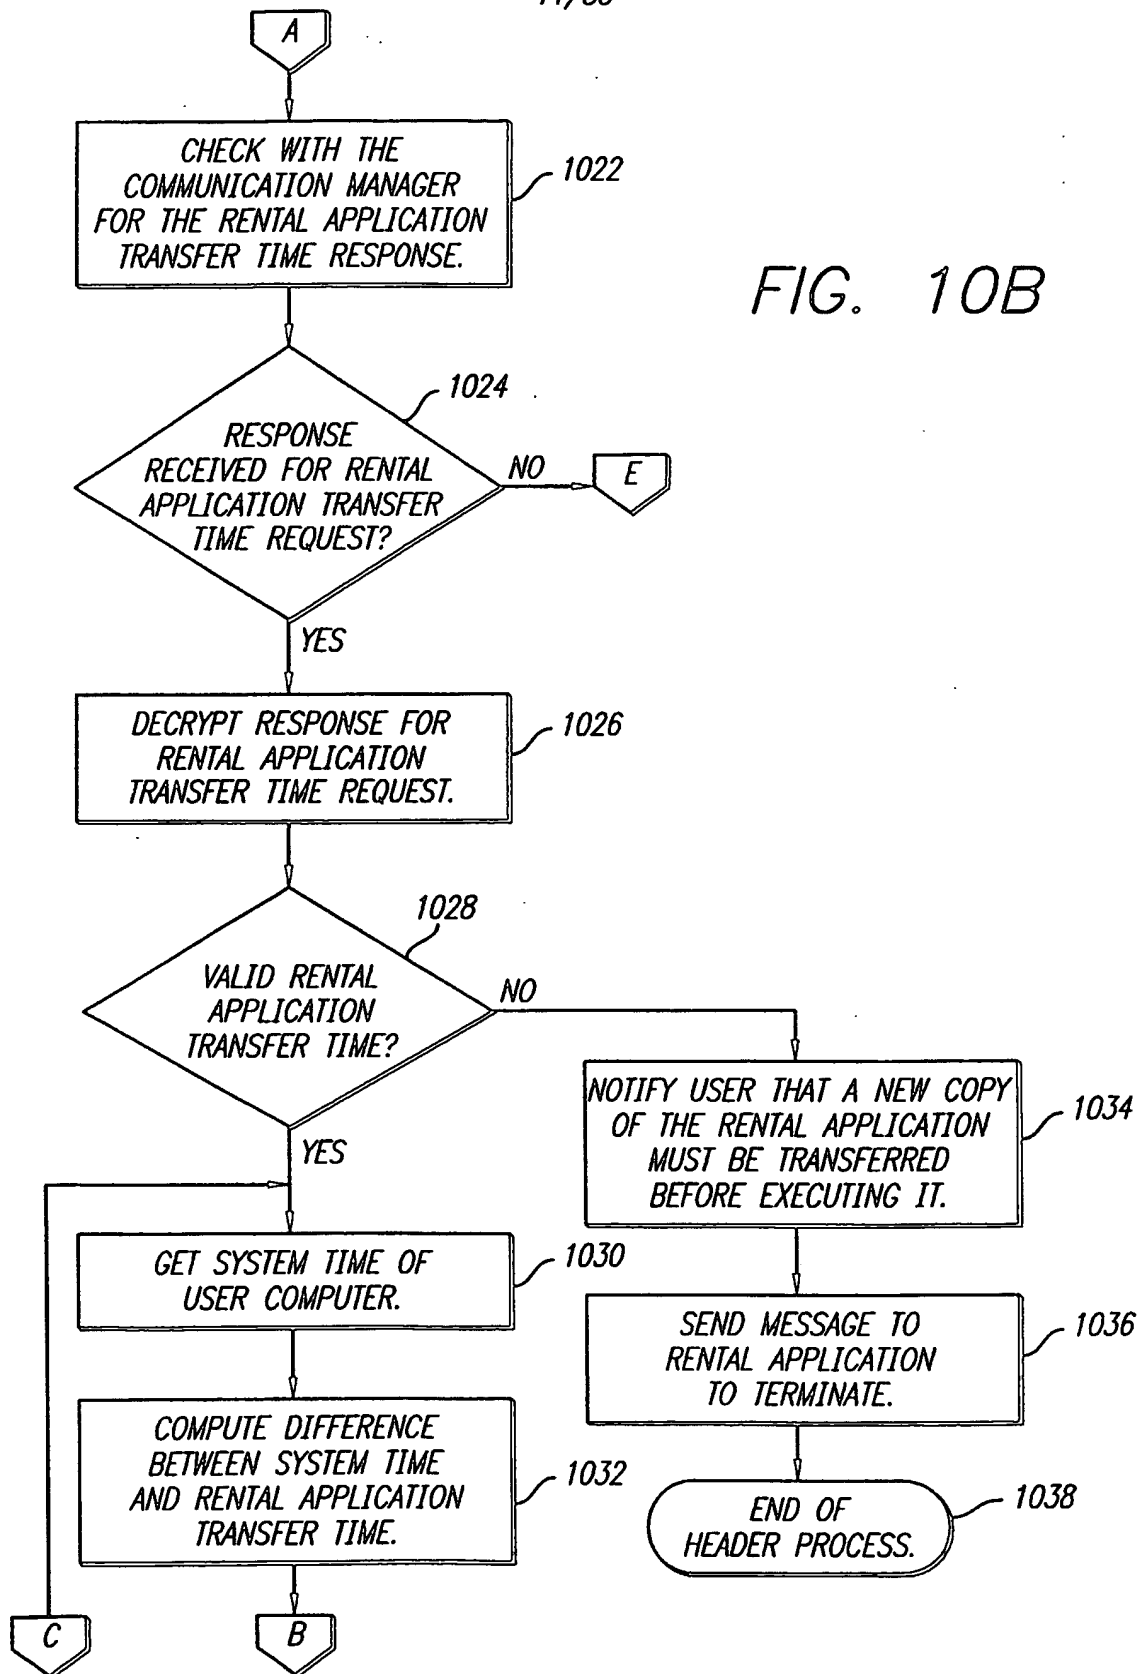 A
CHECK WITH THE
COMMUNICATION MANAGER
FOR THE RENTAL APPLICATION
TRANSFER TIME RESPONSE.
1022
FIG. 10B
1024
RESPONSE
RECEIVED FOR RENTAL
APPLICATION TRANSFER
TIME REQUEST?
NO
E
YES
DECRYPT RESPONSE FOR
RENTAL APPLICATION
TRANSFER TIME REQUEST.
1026
1028
VALID RENTAL
APPLICATION
TRANSFER TIME?
NO
YES
NOTIFY USER THAT A NEW COPY
OF THE RENTAL APPLICATION
MUST BE TRANSFERRED
BEFORE EXECUTING IT.
1034
GET SYSTEM TIME OF
USER COMPUTER.
1030
SEND MESSAGE TO
RENTAL APPLICATION
TO TERMINATE.
1036
COMPUTE DIFFERENCE
BETWEEN SYSTEM TIME
AND RENTAL APPLICATION
TRANSFER TIME.
1032
END OF
HEADER PROCESS.
1038
C
B